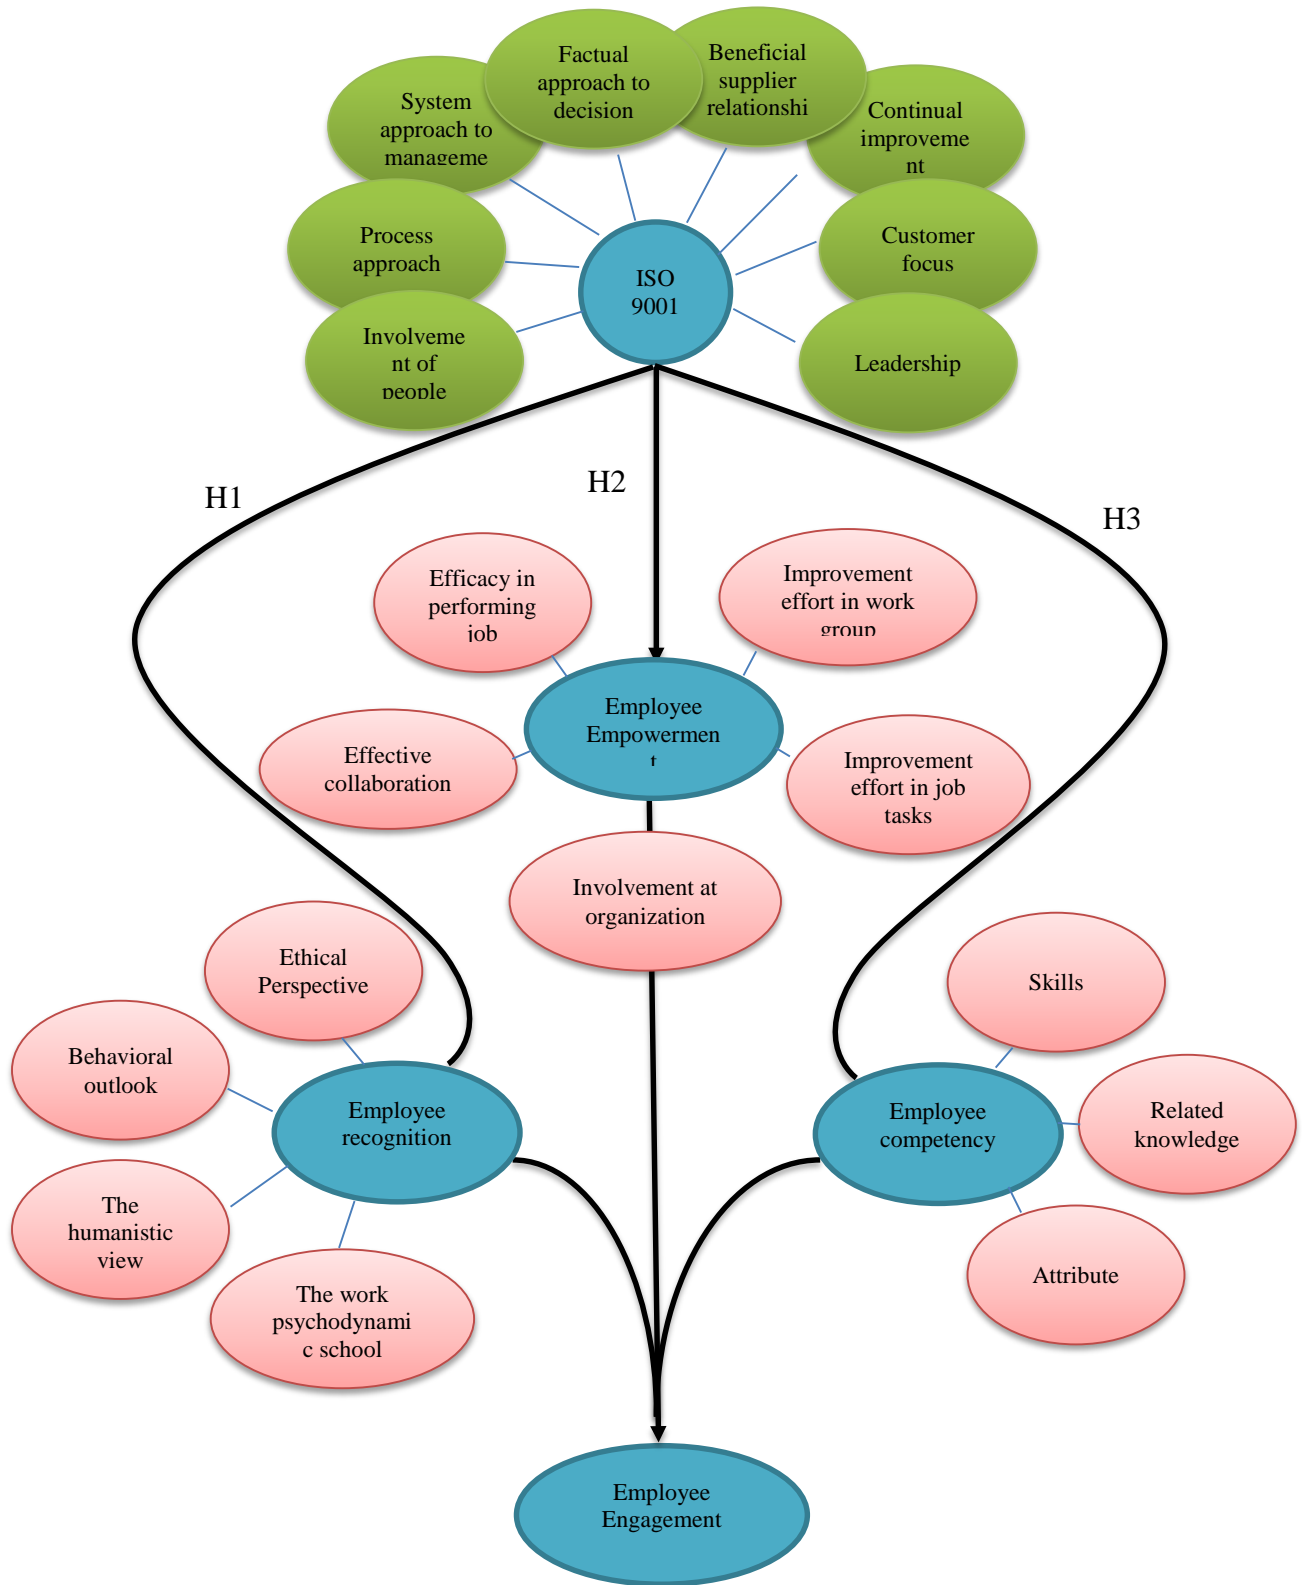 Factual
approach to
decision
Beneficial
supplier
relationshi
System
approach to
manageme
Continual
improveme
nt
Process
approach
Customer
focus
ISO
9001
Involveme
nt of
people
Leadership
H1
H2
H3
Efficacy in
performing
job
Improvement
effort in work
group
Employee
Empowermen
t
Effective
collaboration
Improvement
effort in job
tasks
Involvement at
organization
Ethical
Perspective
Skills
Behavioral
outlook
Employee
recognition
Employee
competency
Related
knowledge
The
humanistic
view
Attribute
The work
psychodynami
c school
Employee
Engagement